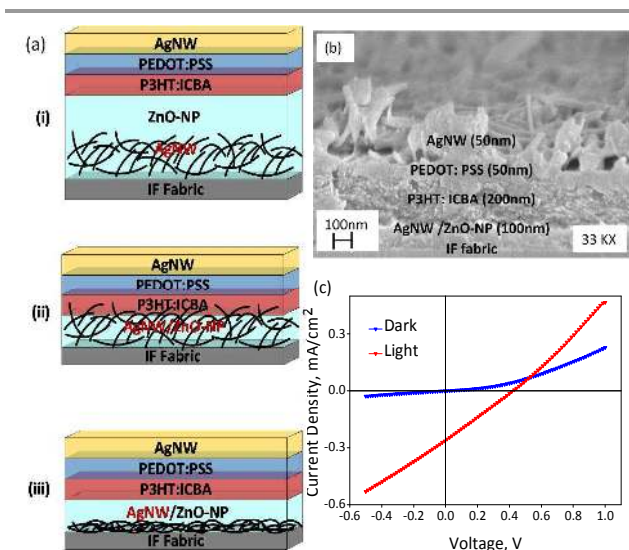 (a)
AgNW
PEDOT:PSS
P3HT:ICBA
(i)
ZnO-NP
AgNW
IF Fabric
AgNW
PEDOT:PSS
(ii)
P3HT:ICBA
AgNW/ZnO-NP
IF Fabric
AgNW
PEDOT:PSS
(iii)
P3HT:ICBA
AgNW/ZnO-NP
IF Fabric
(b)
AgNW (50nm)
PEDOT: PSS (50nm)
P3HT: ICBA (200nm)
AgNW /ZnO-NP (100nm)
IF fabric
100nm
33 KX
(c)
Dark
Light
Current Density, mA/cm²
0.3
0.0
-0.3
-0.6
-0.6 -0.4 -0.2 0.0 0.2 0.4 0.6 0.8 1.0
Voltage, V